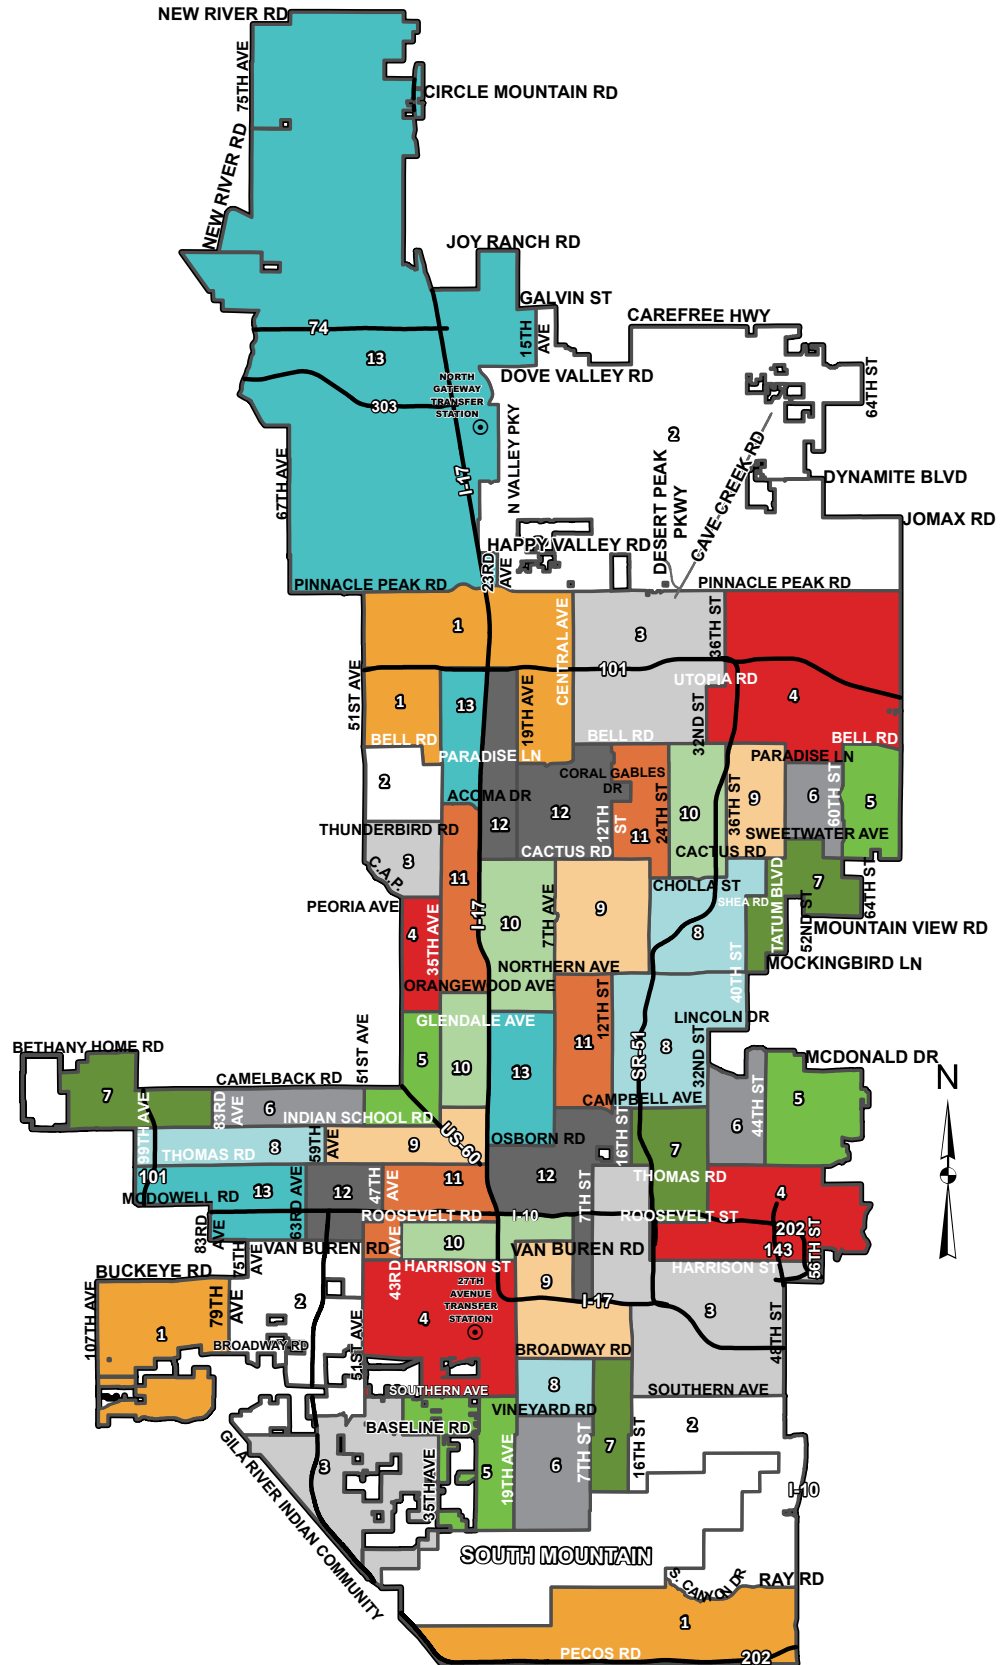 NEW RIVER RD
75TH AVE
CIRCLE MOUNTAIN RD
NEW RIVER RD
JOY RANCH RD
GALVIN ST
15TH
AVE
CAREFREE HWY
74
13
DOVE VALLEY RD
64TH ST
NORTH
GATEWAY
TRANSFER
STATION
303
2
N VALLEY PKY
I-17
67TH AVE
DESERT PEAK
PKWY
CAVE CREEK RD
DYNAMITE BLVD
JOMAX RD
HAPPY VALLEY RD
23RD
AVE
PINNACLE PEAK RD
PINNACLE PEAK RD
1
CENTRAL AVE
3
36TH ST
101
UTOPIA RD
4
51ST AVE
1
13
19TH AVE
32ND ST
BELL RD
BELL RD
BELL RD
PARADISE LN
PARADISE LN
2
CORAL GABLES
DR
ACOMA DR
12
12
12TH
ST
24TH ST
11
10
36TH ST
9
6
60TH ST
5
THUNDERBIRD RD
SWEETWATER AVE
CACTUS RD
CACTUS RD
3
C.A.P.
11
CHOLLA ST
SHEA RD
TATUM BLVD
7
64TH ST
PEORIA AVE
4
35TH AVE
I-17
10
7TH AVE
9
8
52ND ST
MOUNTAIN VIEW RD
NORTHERN AVE
40TH ST
MOCKINGBIRD LN
ORANGEWOOD AVE
12TH ST
GLENDALE AVE
LINCOLN DR
51ST AVE
5
10
13
11
SR-51
8
32ND ST
BETHANY HOME RD
MCDONALD DR
N
CAMELBACK RD
7
99TH AVE
83RD
AVE
6
INDIAN SCHOOL RD
CAMPBELL AVE
44TH ST
5
6
US-60
OSBORN RD
16TH ST
7
THOMAS RD
8
59TH
AVE
9
THOMAS RD
101
MCDOWELL RD
13
63RD AVE
12
47TH
AVE
11
12
7TH ST
4
ROOSEVELT RD
I-10
ROOSEVELT ST
202
83RD
AVE
75TH
AVE
VAN BUREN RD
43RD AVE
10
VAN BUREN RD
143
56TH ST
BUCKEYE RD
HARRISON ST
HARRISON ST
27TH
AVENUE
TRANSFER
STATION
9
107TH AVE
1
79TH
AVE
2
I-17
3
4
51ST AVE
48TH ST
BROADWAY RD
BROADWAY RD
8
SOUTHERN AVE
SOUTHERN AVE
VINEYARD RD
BASELINE RD
2
GILA RIVER INDIAN COMMUNITY
3
35TH AVE
5
19TH AVE
6
7TH ST
7
16TH ST
I-10
SOUTH MOUNTAIN
S. CANYON DR
RAY RD
1
PECOS RD
202